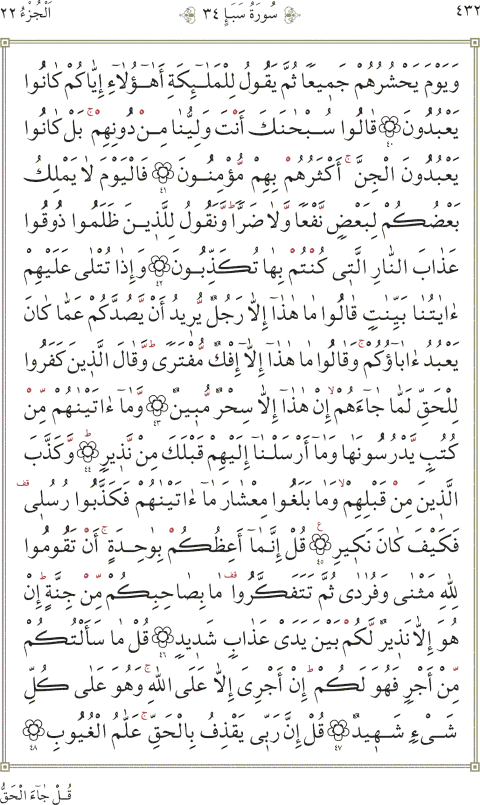 ٤٣٢ سُورَةُ سَبَإٍ ٣٤ اَلْجُزْءُ ٢٢
وَيَوْمَ يَحْشُرُهُمْ جَمِيعًا ثُمَّ يَقُولُ لِلْمَلٰٓئِكَةِ أَهٰٓؤُلَاءِ إِيَّاكُمْ كَانُوا
يَعْبُدُونَ ٤٠ قَالُوا سُبْحٰنَكَ أَنْتَ وَلِيُّنَا مِنْ دُونِهِمْ ۚ بَلْ كَانُوا
يَعْبُدُونَ الْجِنَّ ۚ أَكْثَرُهُمْ بِهِمْ مُّؤْمِنُونَ ٤١ فَالْيَوْمَ لَا يَمْلِكُ
بَعْضُكُمْ لِبَعْضٍ نَّفْعًا وَّلَا ضَرًّا ۗ وَّنَقُولُ لِلَّذِينَ ظَلَمُوا ذُوقُوا
عَذَابَ النَّارِ الَّتِي كُنْتُمْ بِهَا تُكَذِّبُونَ ٤٢ وَإِذَا تُتْلٰى عَلَيْهِمْ
ءَايٰتُنَا بَيِّنٰتٍ قَالُوا مَا هٰذَآ إِلَّا رَجُلٌ يُّرِيدُ أَنْ يَّصُدَّكُمْ عَمَّا كَانَ
يَعْبُدُ ءَابَاؤُكُمْ ۚ وَقَالُوا مَا هٰذَآ إِلَّآ إِفْكٌ مُّفْتَرًى ۗ وَّقَالَ الَّذِينَ كَفَرُوا
لِلْحَقِّ لَمَّا جَآءَهُمْ ۙ إِنْ هٰذَآ إِلَّا سِحْرٌ مُّبِينٌ ٤٣ وَّمَآ ءَاتَيْنٰهُمْ مِّنْ
كُتُبٍ يَّدْرُسُونَهَا وَمَآ أَرْسَلْنَآ إِلَيْهِمْ قَبْلَكَ مِنْ نَّذِيرٍ ۗ ٤٤ وَّكَذَّبَ
الَّذِينَ مِنْ قَبْلِهِمْ ۙ وَمَا بَلَغُوا مِعْشَارَ مَآ ءَاتَيْنٰهُمْ فَكَذَّبُوا رُسُلِي قف
فَكَيْفَ كَانَ نَكِيرِ ع ٤٥ قُلْ إِنَّمَآ أَعِظُكُمْ بِوٰحِدَةٍ ۚ أَنْ تَقُومُوا
لِلّٰهِ مَثْنٰى وَفُرٰدٰى ثُمَّ تَتَفَكَّرُوا قف مَا بِصَاحِبِكُمْ مِّنْ جِنَّةٍ ۗ إِنْ
هُوَ إِلَّا نَذِيرٌ لَّكُمْ بَيْنَ يَدَيْ عَذَابٍ شَدِيدٍ ٤٦ قُلْ مَا سَأَلْتُكُمْ
مِّنْ أَجْرٍ فَهُوَ لَكُمْ ۗ إِنْ أَجْرِيَ إِلَّا عَلَى اللّٰهِ ۚ وَهُوَ عَلٰى كُلِّ
شَيْءٍ شَهِيدٌ ٤٧ قُلْ إِنَّ رَبِّي يَقْذِفُ بِالْحَقِّ ۚ عَلّٰمُ الْغُيُوبِ ٤٨
قُلْ جَآءَ الْحَقُّ